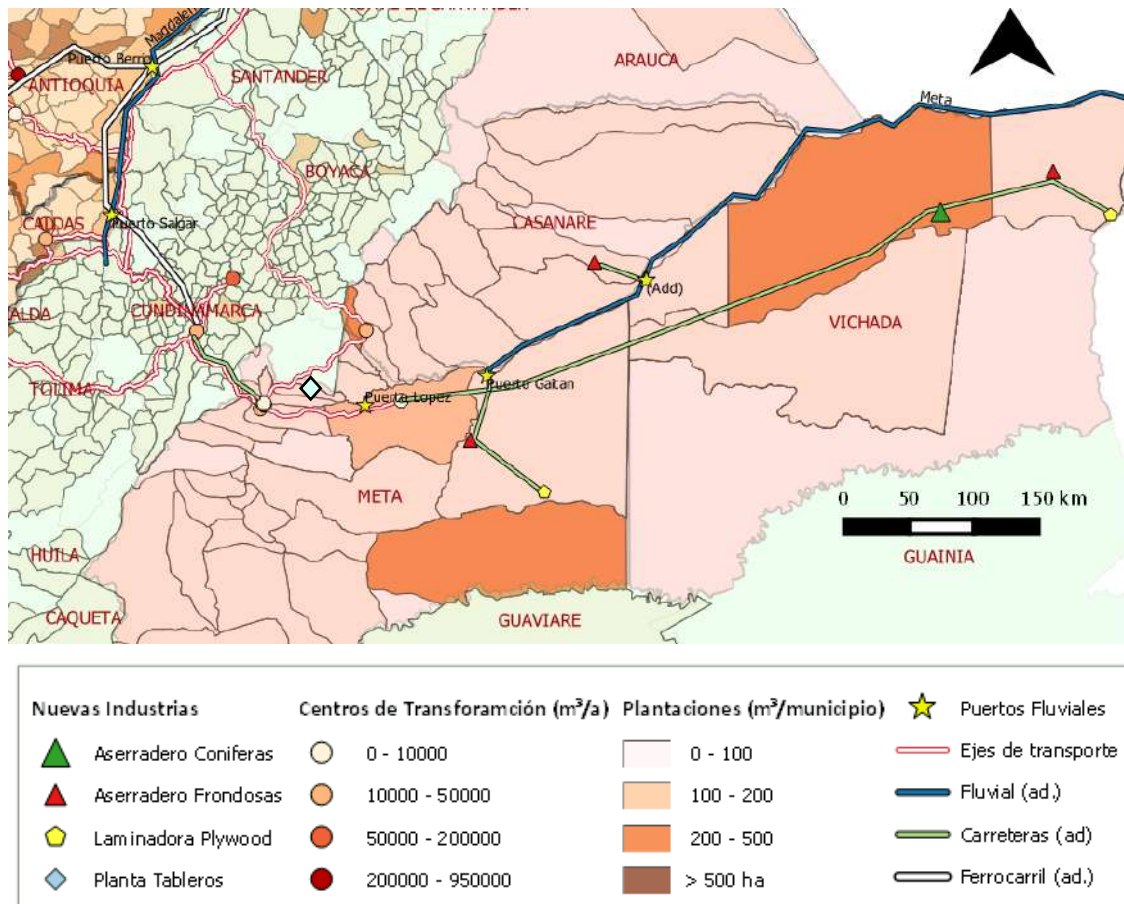 Magdalen
DE SANTANDER
Puerto Berrio
ANTIOQUIA
SANTANDER
ARAUCA
Meta
BOYACA
CALDAS
Puerto Salgar
CASANARE
(Add)
CUNDINAMARCA
ALDA
VICHADA
TOLIMA
Puerto Gaitan
Puerto Lopez
META
0 50 100 150 km
HUILA
GUAINIA
CAQUETA
GUAVIARE
Nuevas Industrias
Aserradero Coniferas
Aserradero Frondosas
Laminadora Plywood
Planta Tableros
Centros de Transforamción (m³/a)
0 - 10000
10000 - 50000
50000 - 200000
200000 - 950000
Plantaciones (m³/municipio)
0 - 100
100 - 200
200 - 500
> 500 ha
Puertos Fluviales
Ejes de transporte
Fluvial (ad.)
Carreteras (ad)
Ferrocarril (ad.)